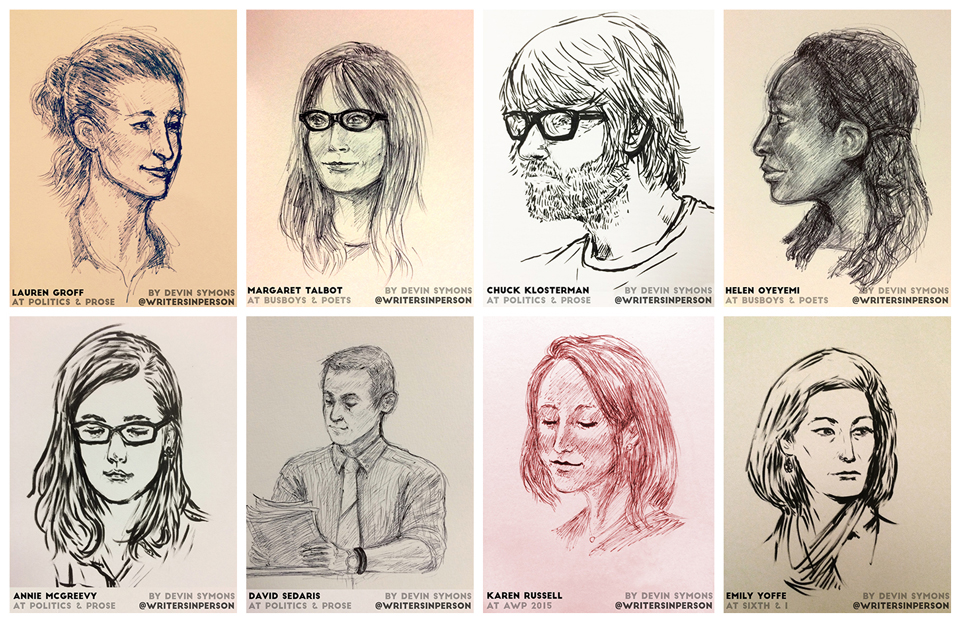 LAUREN GROFF BY DEVIN SYMONS
AT POLITICS & PROSE @WRITERSINPERSON
MARGARET TALBOT BY DEVIN SYMONS
AT BUSBOYS & POETS @WRITERSINPERSON
CHUCK KLOSTERMAN BY DEVIN SYMONS
AT POLITICS & PROSE @WRITERSINPERSON
HELEN OYEYEMI BY DEVIN SYMONS
AT BUSBOYS & POETS @WRITERSINPERSON
ANNIE MCGREEVY BY DEVIN SYMONS
AT POLITICS & PROSE @WRITERSINPERSON
DAVID SEDARIS BY DEVIN SYMONS
AT POLITICS & PROSE @WRITERSINPERSON
KAREN RUSSELL BY DEVIN SYMONS
AT AWP 2015 @WRITERSINPERSON
EMILY YOFFE BY DEVIN SYMONS
AT SIXTH & I @WRITERSINPERSON